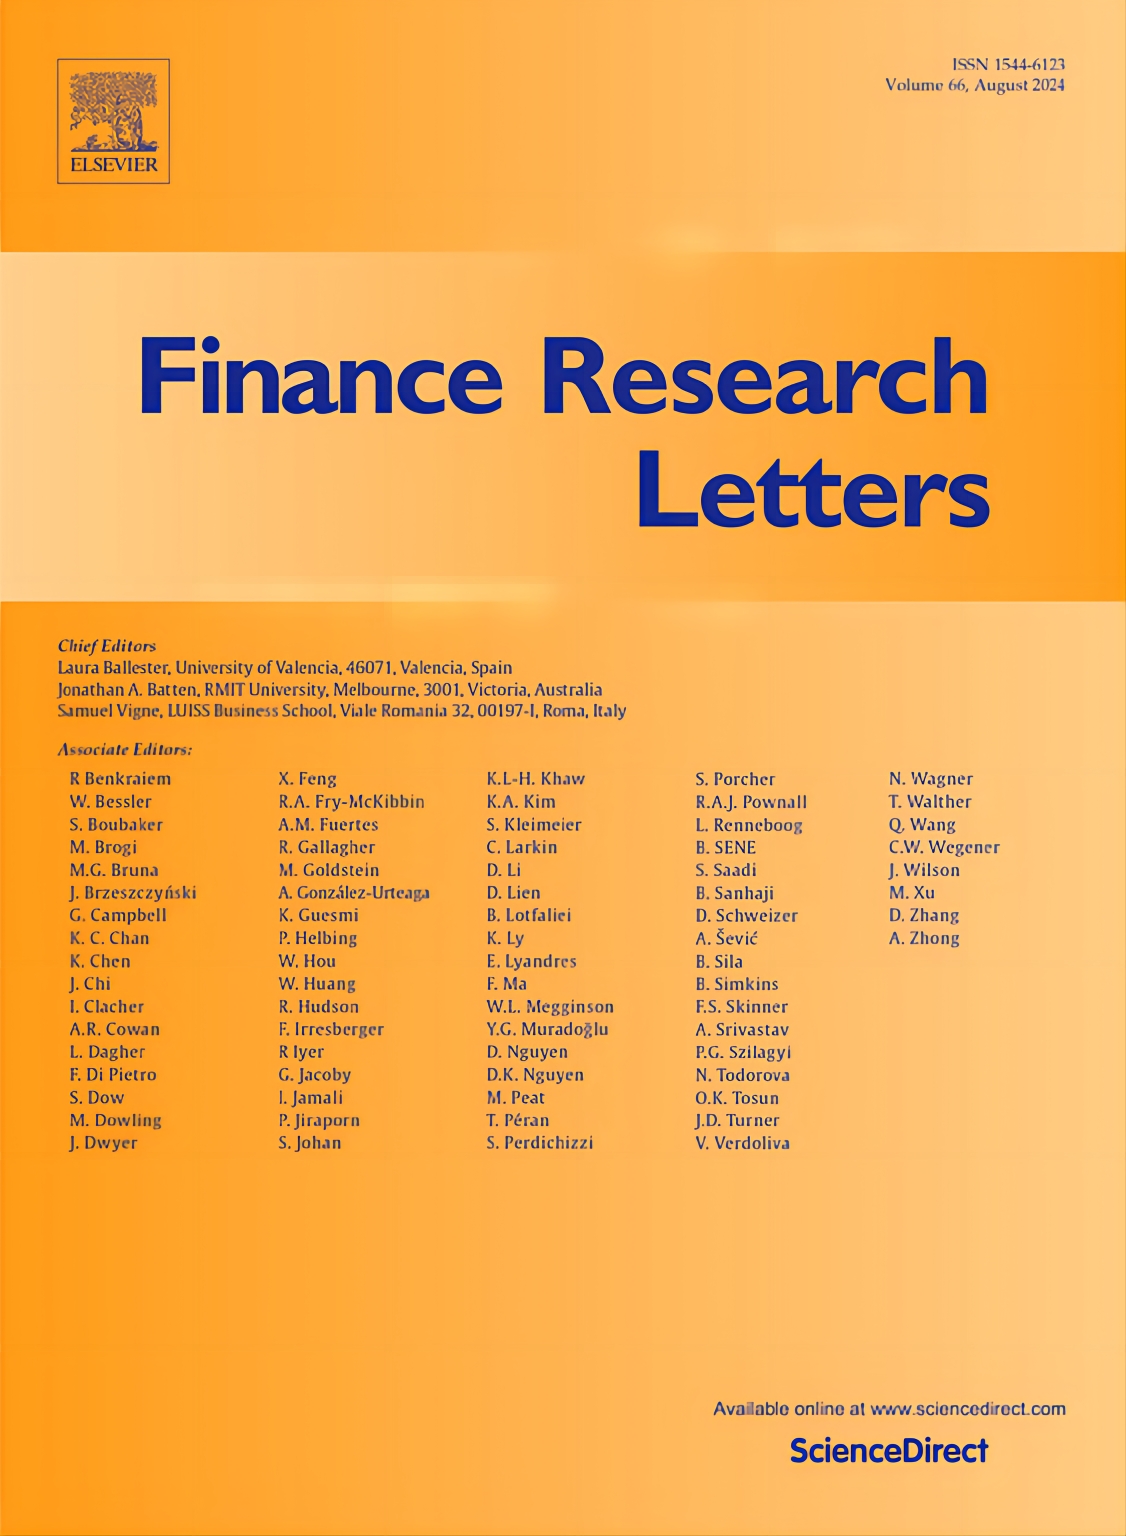 ELSEVIER
ISSN 1544-6123
Volume 66, August 2024
Finance Research
Letters
Chief Editors
Laura Ballester, University of Valencia, 46071, Valencia, Spain
Jonathan A. Batten, RMIT University, Melbourne, 3001, Victoria, Australia
Samuel Vigne, LUISS Business School, Viale Romania 32, 00197-I, Roma, Italy
Associate Editors:
R Benkraiem
W. Bessler
S. Boubaker
M. Brogi
M.G. Bruna
J. Brzeszczyński
G. Campbell
K. C. Chan
K. Chen
J. Chi
I. Clacher
A.R. Cowan
L. Dagher
F. Di Pietro
S. Dow
M. Dowling
J. Dwyer
X. Feng
R.A. Fry-McKibbin
A.M. Fuertes
R. Gallagher
M. Goldstein
A. González-Urteaga
K. Guesmi
P. Helbing
W. Hou
W. Huang
R. Hudson
F. Irresberger
R Iyer
G. Jacoby
I. Jamali
P. Jiraporn
S. Johan
K.L-H. Khaw
K.A. Kim
S. Kleimeier
C. Larkin
D. Li
D. Lien
B. Lotfaliei
K. Ly
E. Lyandres
F. Ma
W.L. Megginson
Y.G. Muradoğlu
D. Nguyen
D.K. Nguyen
M. Peat
T. Péran
S. Perdichizzi
S. Porcher
R.A.J. Pownall
L. Renneboog
B. SENE
S. Saadi
B. Sanhaji
D. Schweizer
A. Šević
B. Sila
B. Simkins
F.S. Skinner
A. Srivastav
P.G. Szilagyi
N. Todorova
O.K. Tosun
J.D. Turner
V. Verdoliva
N. Wagner
T. Walther
Q. Wang
C.W. Wegener
J. Wilson
M. Xu
D. Zhang
A. Zhong
Available online at www.sciencedirect.com
ScienceDirect